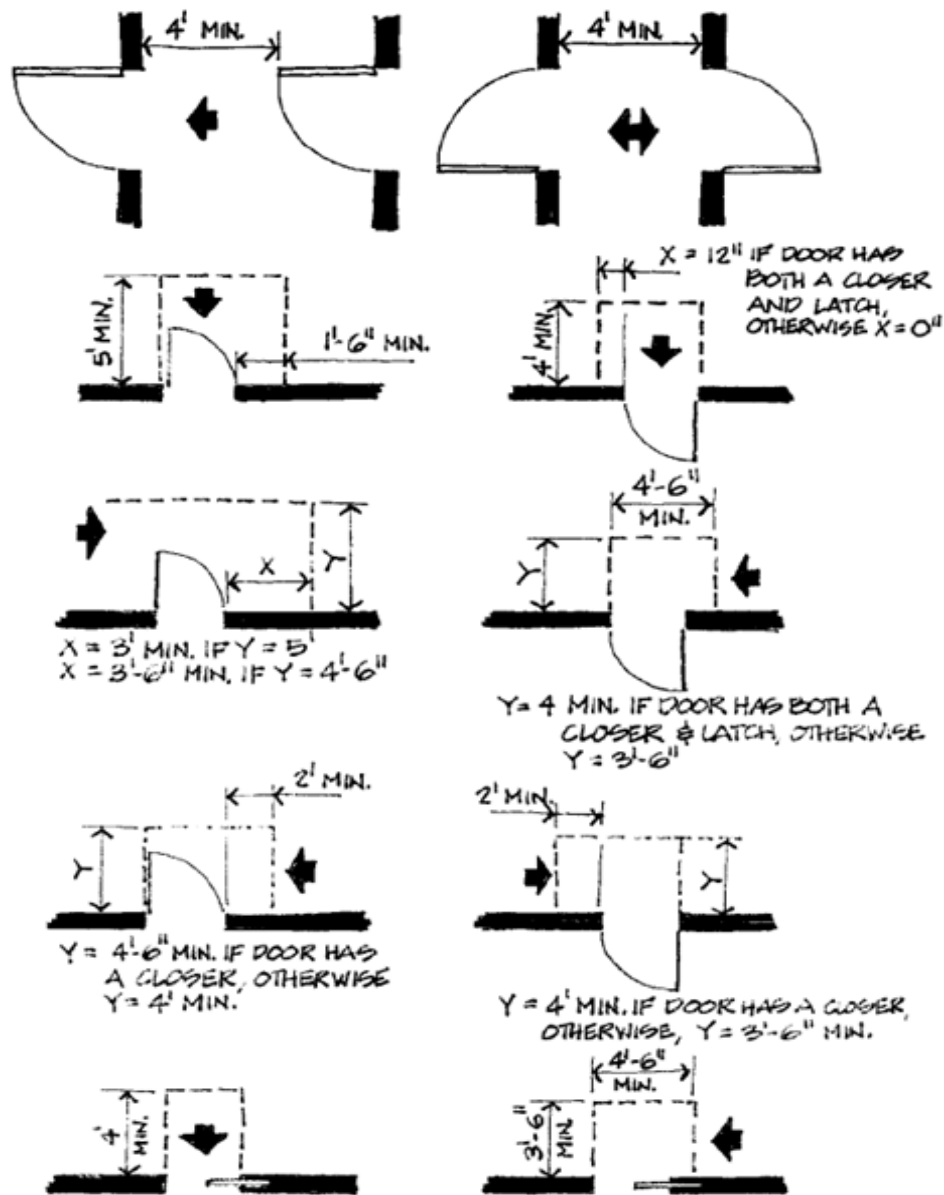 4' MIN.
4' MIN.
X = 12" IF DOOR HAS
BOTH A CLOSER
AND LATCH,
OTHERWISE X = 0"
5' MIN.
1'-6" MIN.
4' MIN.
X
Y
X = 3' MIN. IF Y = 5'
X = 3'-6" MIN. IF Y = 4'-6"
4'-6"
MIN.
Y
Y = 4 MIN. IF DOOR HAS BOTH A
CLOSER & LATCH, OTHERWISE
Y = 3'-6"
2' MIN.
Y
Y = 4'-6" MIN. IF DOOR HAS
A CLOSER, OTHERWISE
Y = 4' MIN.
2' MIN.
Y
Y = 4' MIN. IF DOOR HAS A CLOSER,
OTHERWISE, Y = 3'-6" MIN.
4'
MIN.
4'-6"
MIN.
3'-6"
MIN